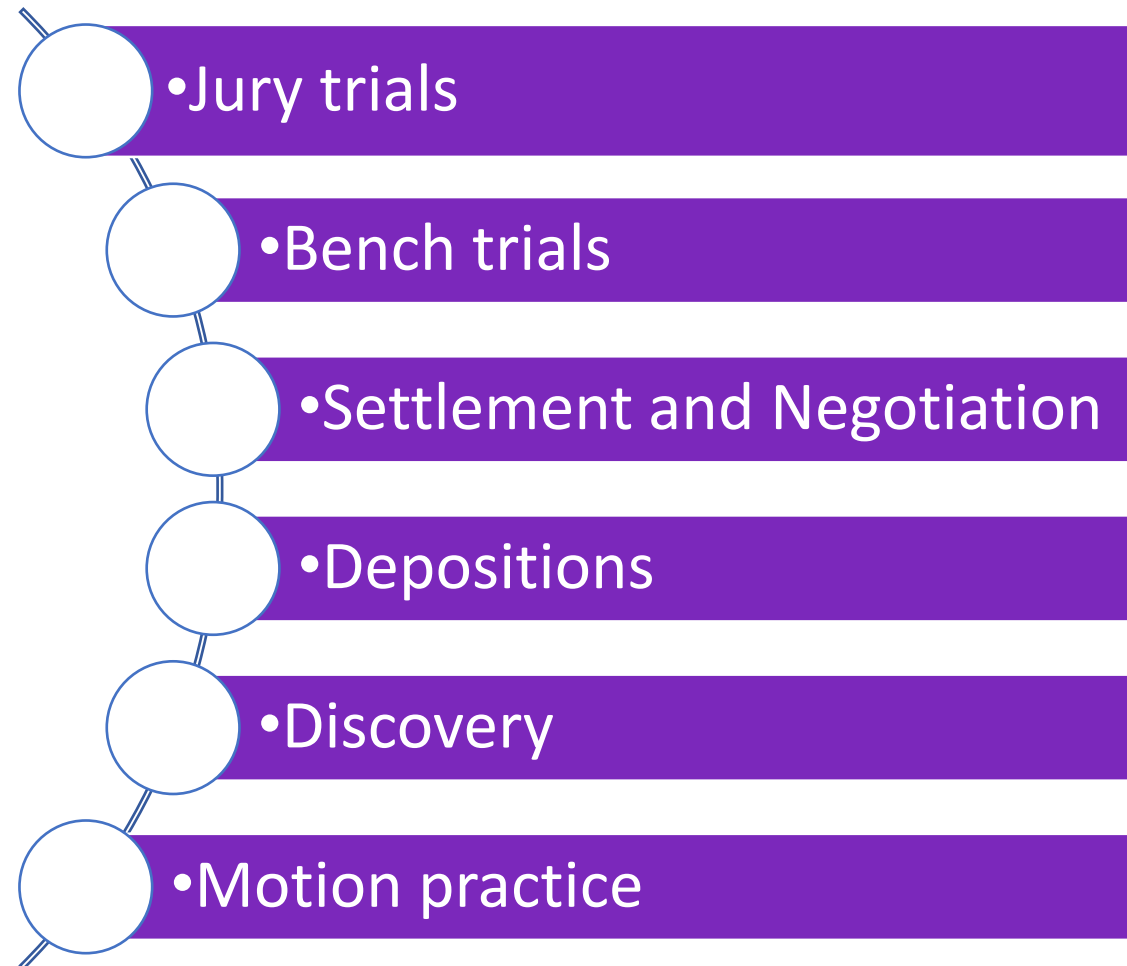 •Jury trials
•Bench trials
•Settlement and Negotiation
•Depositions
•Discovery
•Motion practice